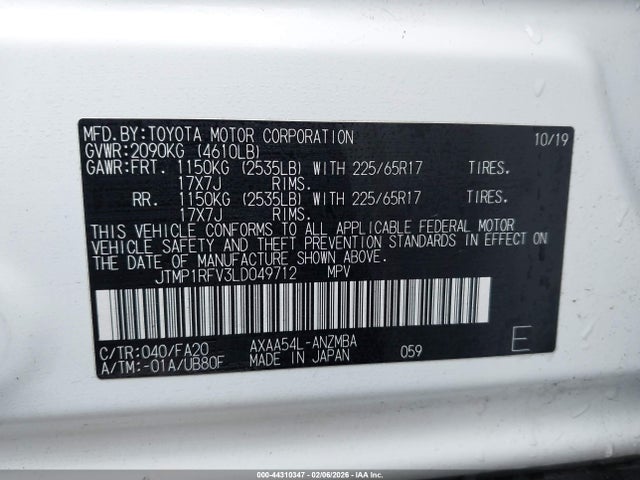 MFD.BY:TOYOTA MOTOR CORPORATION 10/19
GVWR:2090KG (4610LB)
GAWR:FRT. 1150KG (2535LB) WITH 225/65R17 TIRES.
17X7J RIMS.
RR. 1150KG (2535LB) WITH 225/65R17 TIRES.
17X7J RIMS.
THIS VEHICLE CONFORMS TO ALL APPLICABLE FEDERAL MOTOR
VEHICLE SAFETY AND THEFT PREVENTION STANDARDS IN EFFECT ON
THE DATE OF MANUFACTURE SHOWN ABOVE.
JTMP1RFV3LD049712 MPV
C/TR:040/FA20 AXAA54L-ANZMBA
A/TM:-01A/UB80F MADE IN JAPAN 059 E
000-44310347 - 02/06/2026 - IAAI Inc.